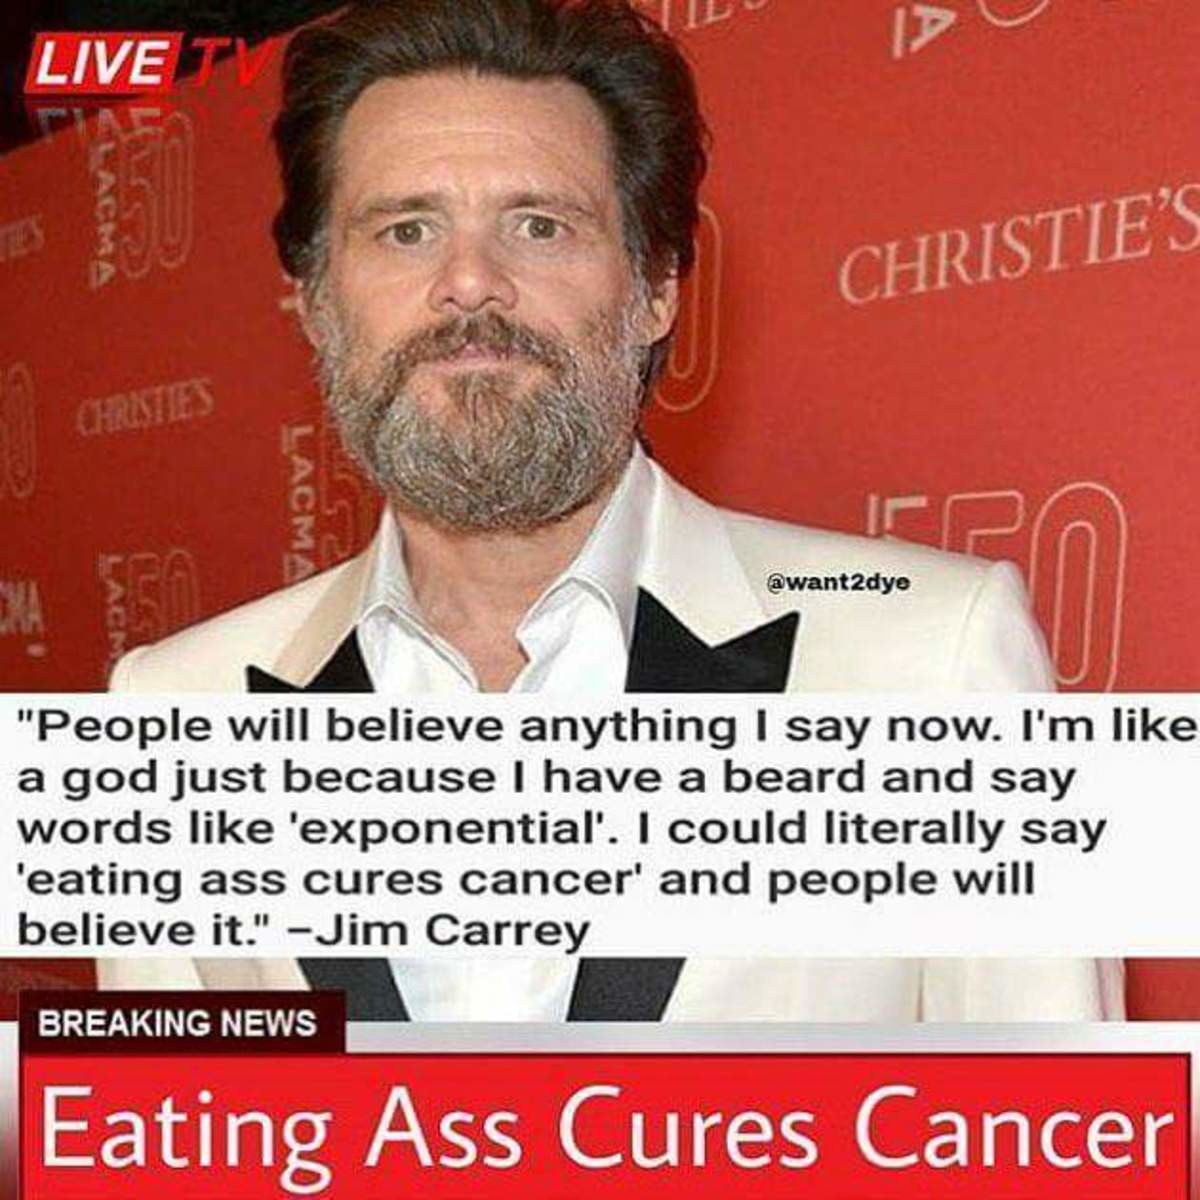 LIVE TV
LACMA
50
CHRISTIE'S
CHRISTIE'S
LACMA
50
@want2dye
"People will believe anything I say now. I'm like
a god just because I have a beard and say
words like 'exponential'. I could literally say
'eating ass cures cancer' and people will
believe it." –Jim Carrey
BREAKING NEWS
Eating Ass Cures Cancer